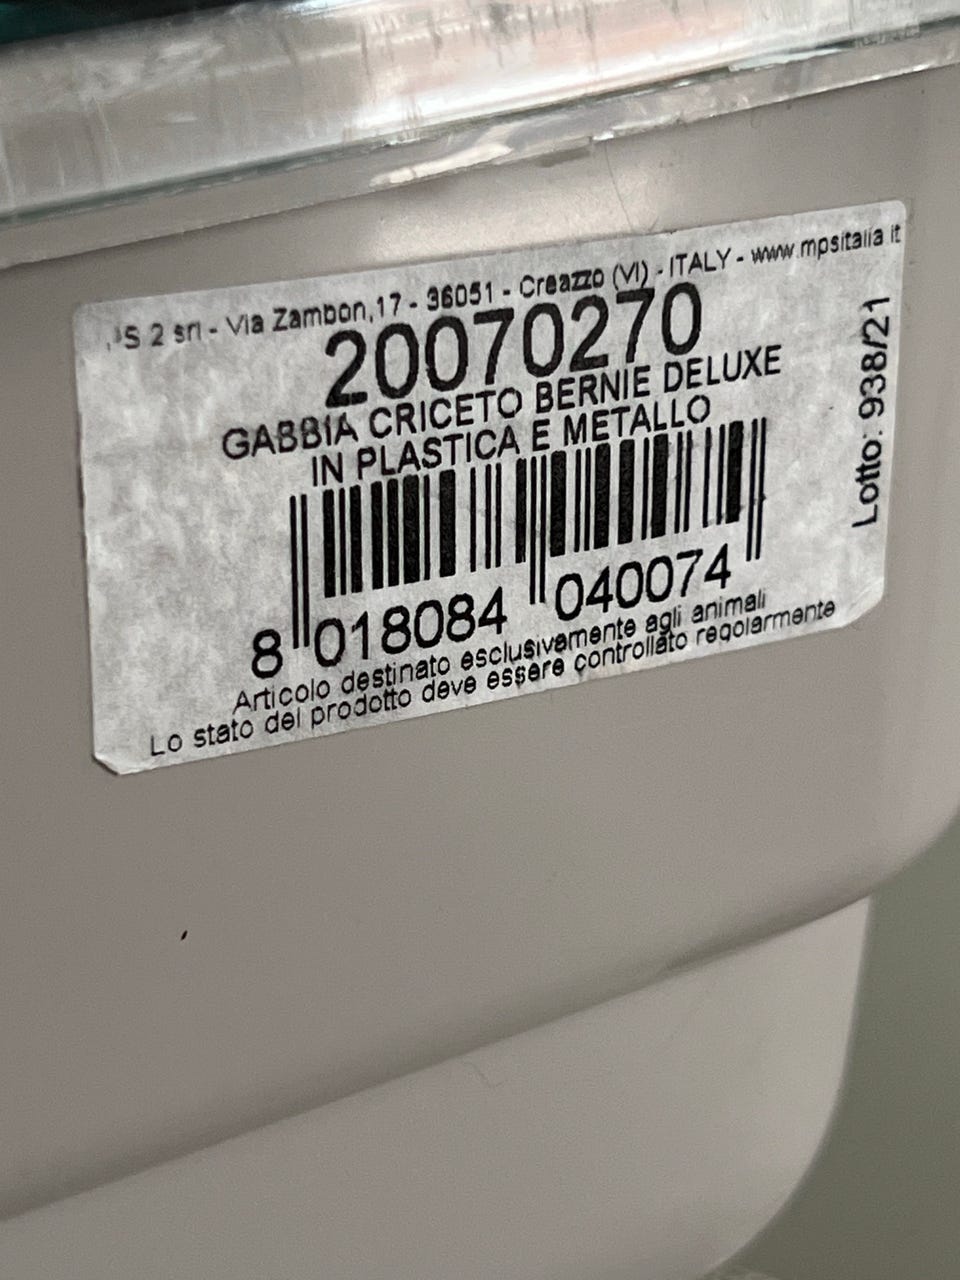 S 2 srl - Via Zambon,17 - 36051 - Creazzo (VI) - ITALY - www.mpsitalia.it
20070270
GABBIA CRICETO BERNIE DELUXE
IN PLASTICA E METALLO
8 018084 040074
Articolo destinato esclusivamente agli animali
Lo stato del prodotto deve essere controllato regolarmente
Lotto: 938/21